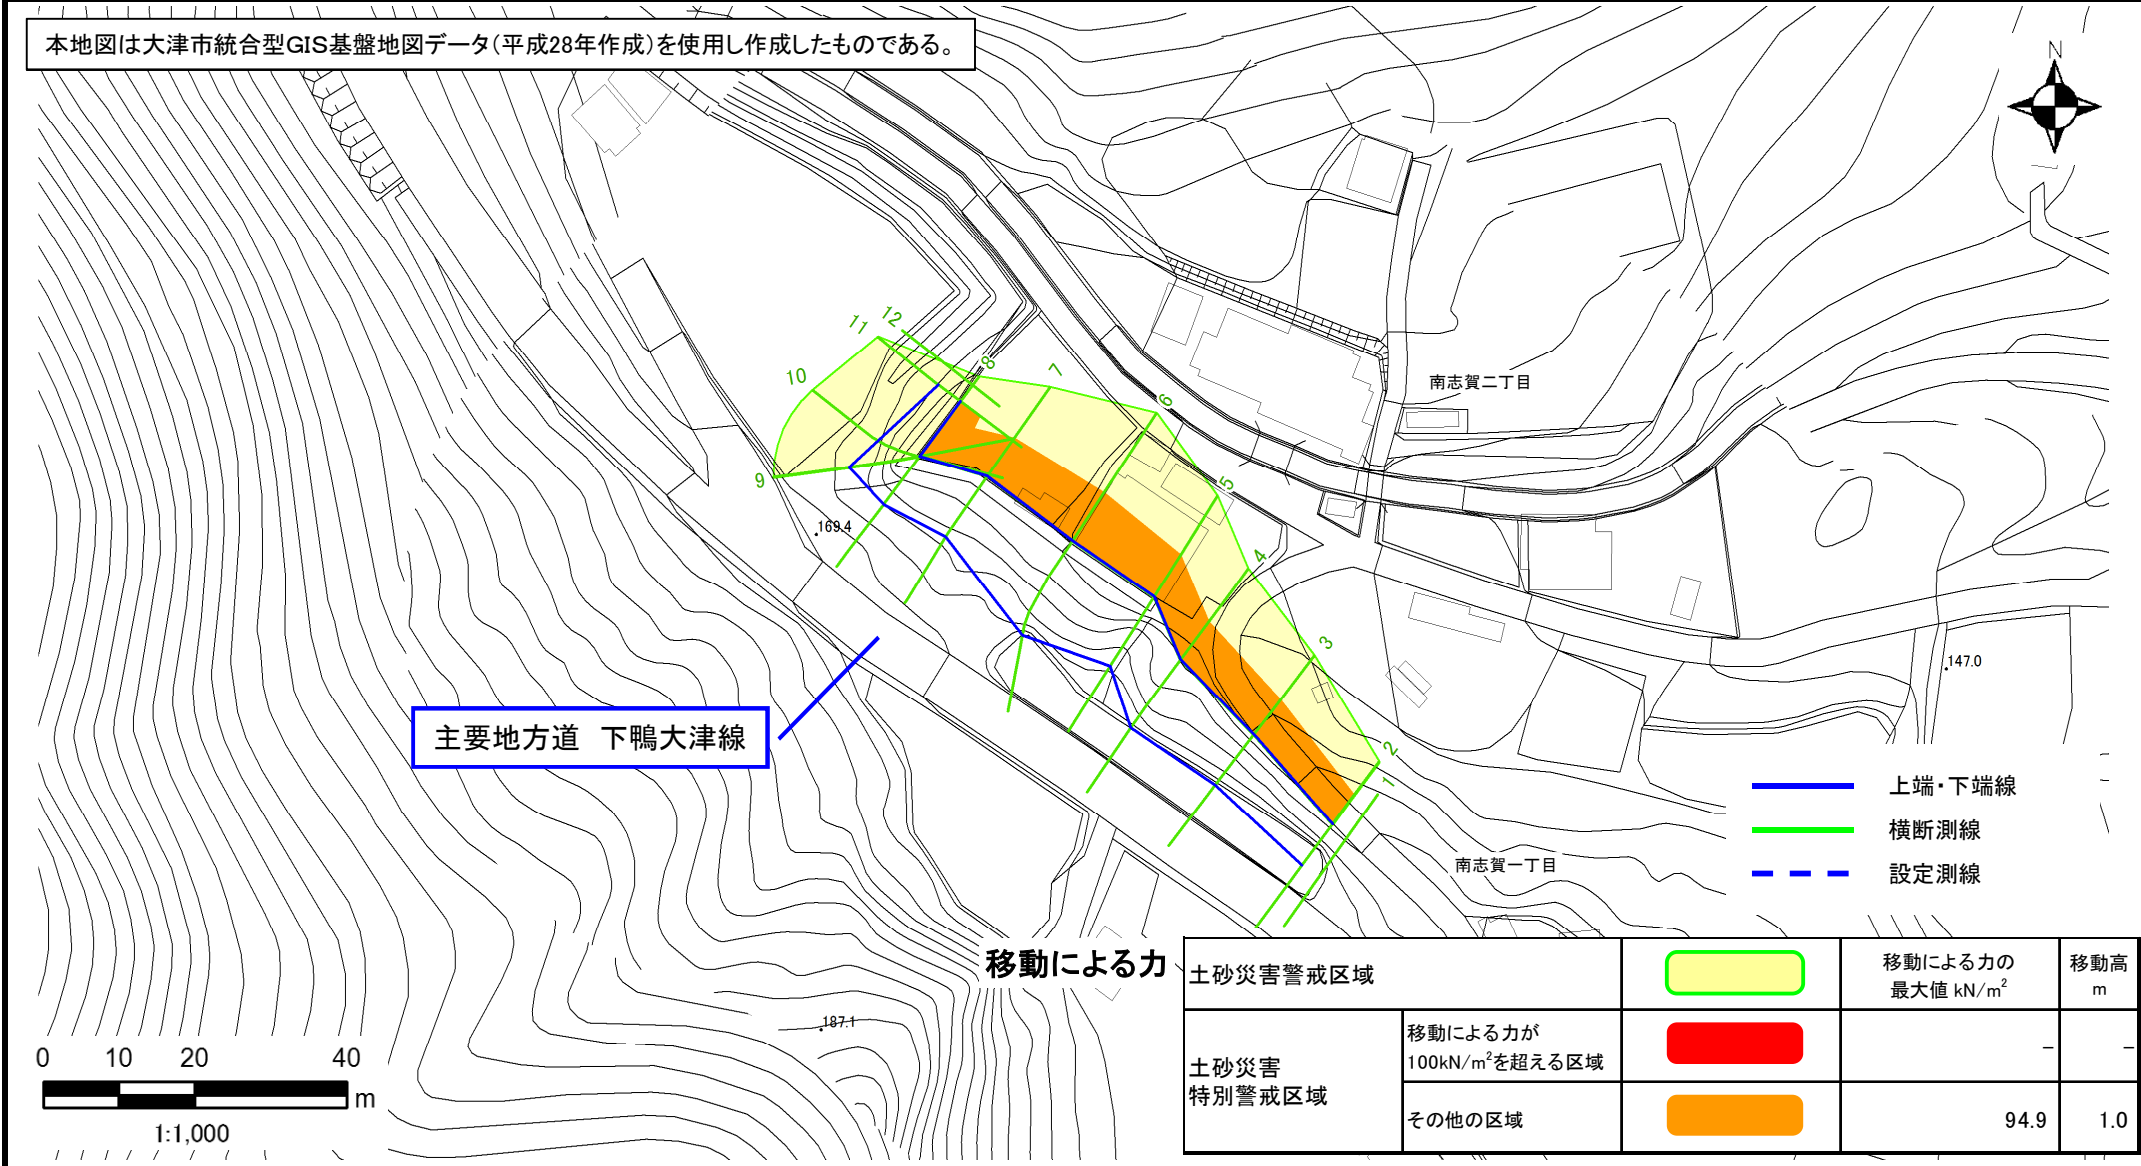 本地図は大津市統合型GIS基盤地図データ(平成28年作成)を使用し作成したものである。
N
12
11
10
9
8
7
6
5
4
3
2
1
南志賀二丁目
169.4
147.0
主要地方道　下鴨大津線
南志賀一丁目
187.1
上端・下端線
横断測線
設定測線
移動による力
土砂災害警戒区域
移動による力の
最大値 kN/m²
移動高
m
土砂災害
特別警戒区域
移動による力が
100kN/m²を超える区域
－
－
その他の区域
94.9
1.0
0 10 20 40
m
1:1,000